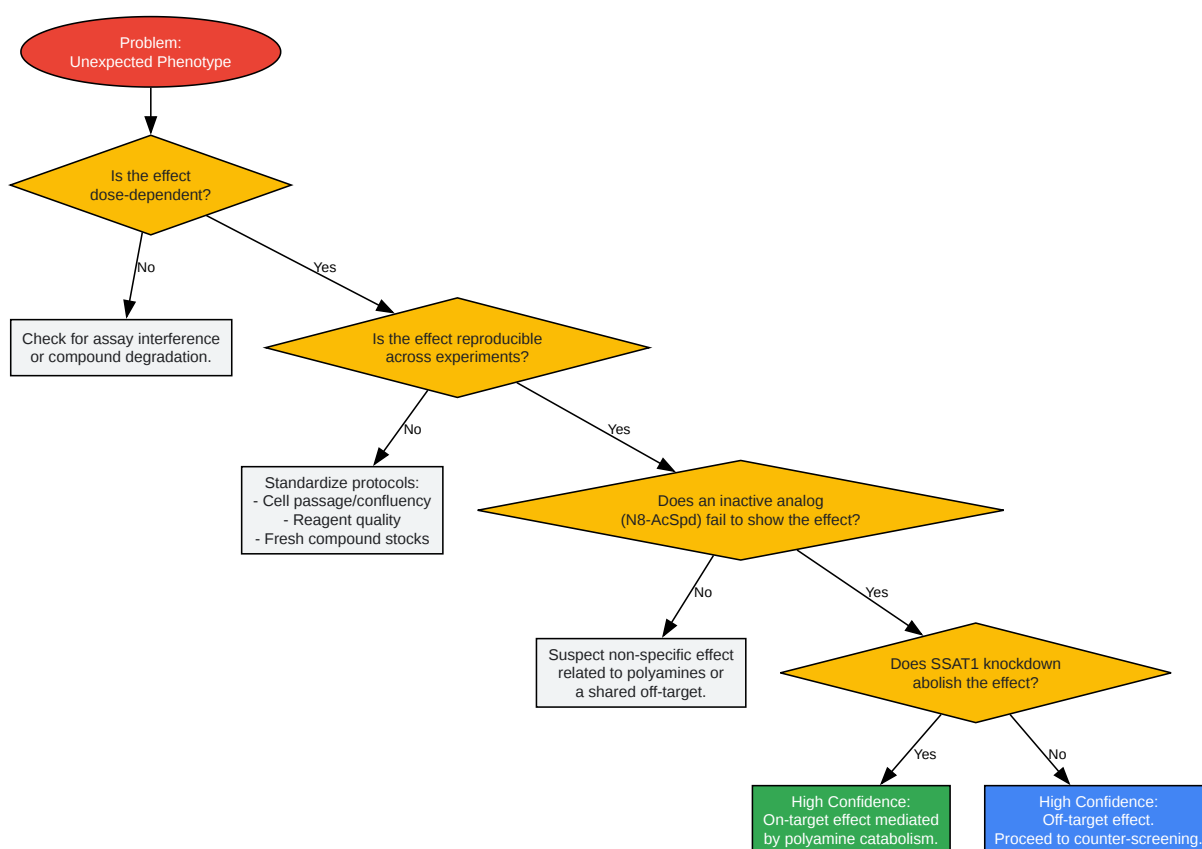 Problem:
Unexpected Phenotype
Is the effect
dose-dependent?
No
Yes
Check for assay interference
or compound degradation.
Is the effect reproducible
across experiments?
No
Yes
Standardize protocols:
- Cell passage/confluency
- Reagent quality
- Fresh compound stocks
Does an inactive analog
(N8-AcSpd) fail to show the effect?
No
Yes
Suspect non-specific effect
related to polyamines or
a shared off-target.
Does SSAT1 knockdown
abolish the effect?
Yes
No
High Confidence:
On-target effect mediated
by polyamine catabolism.
High Confidence:
Off-target effect.
Proceed to counter-screening.